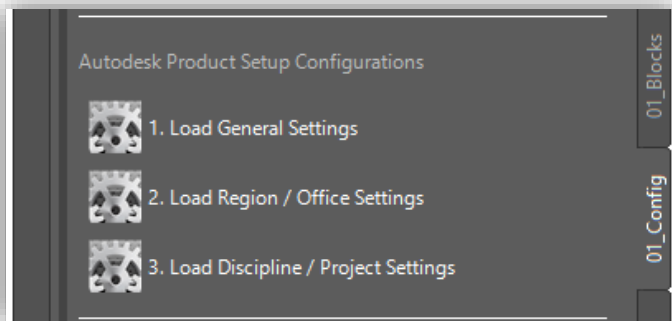 Autodesk Product Setup Configurations
1. Load General Settings
2. Load Region / Office Settings
3. Load Discipline / Project Settings
01_Blocks
01_Config